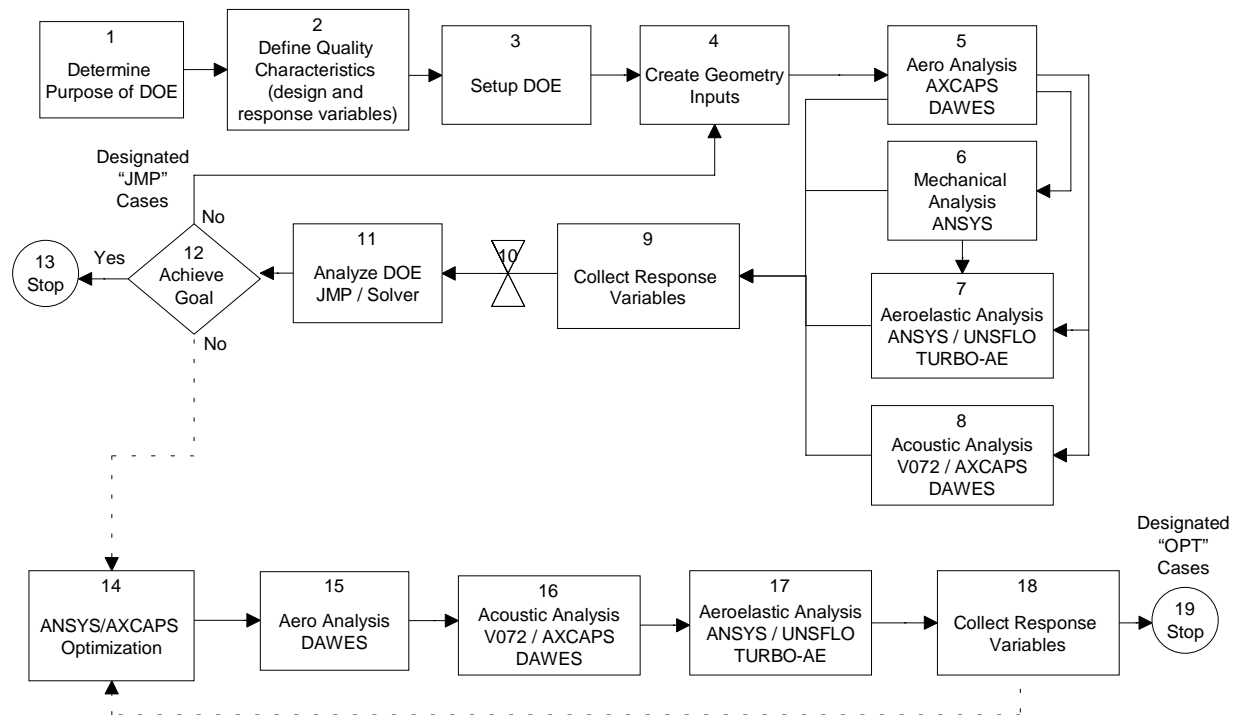 1
Determine
Purpose of DOE
2
Define Quality
Characteristics
(design and
response variables)
3
Setup DOE
4
Create Geometry
Inputs
5
Aero Analysis
AXCAPS
DAWES
6
Mechanical
Analysis
ANSYS
7
Aeroelastic Analysis
ANSYS / UNSFLO
TURBO-AE
8
Acoustic Analysis
V072 / AXCAPS
DAWES
9
Collect Response
Variables
10
11
Analyze DOE
JMP / Solver
Designated
“JMP”
Cases
No
12
Achieve
Goal
Yes
13
Stop
No
14
ANSYS/AXCAPS
Optimization
15
Aero Analysis
DAWES
16
Acoustic Analysis
V072 / AXCAPS
DAWES
17
Aeroelastic Analysis
ANSYS / UNSFLO
TURBO-AE
18
Collect Response
Variables
Designated
“OPT”
Cases
19
Stop